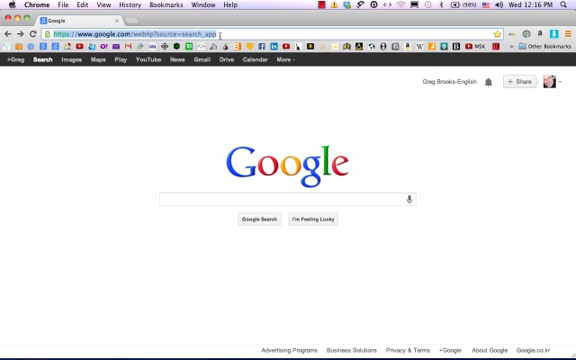 Chrome File Edit View History Bookmarks Window Help
Wed 12:16 PM
Google
https://www.google.com/webhp?source=search_app
MSK Other Bookmarks
+Greg Search Images Maps Play YouTube News Gmail Drive Calendar More
Greg Brooks-English + Share
Google
Google Search I'm Feeling Lucky
Advertising Programs Business Solutions Privacy & Terms +Google About Google Google.co.kr